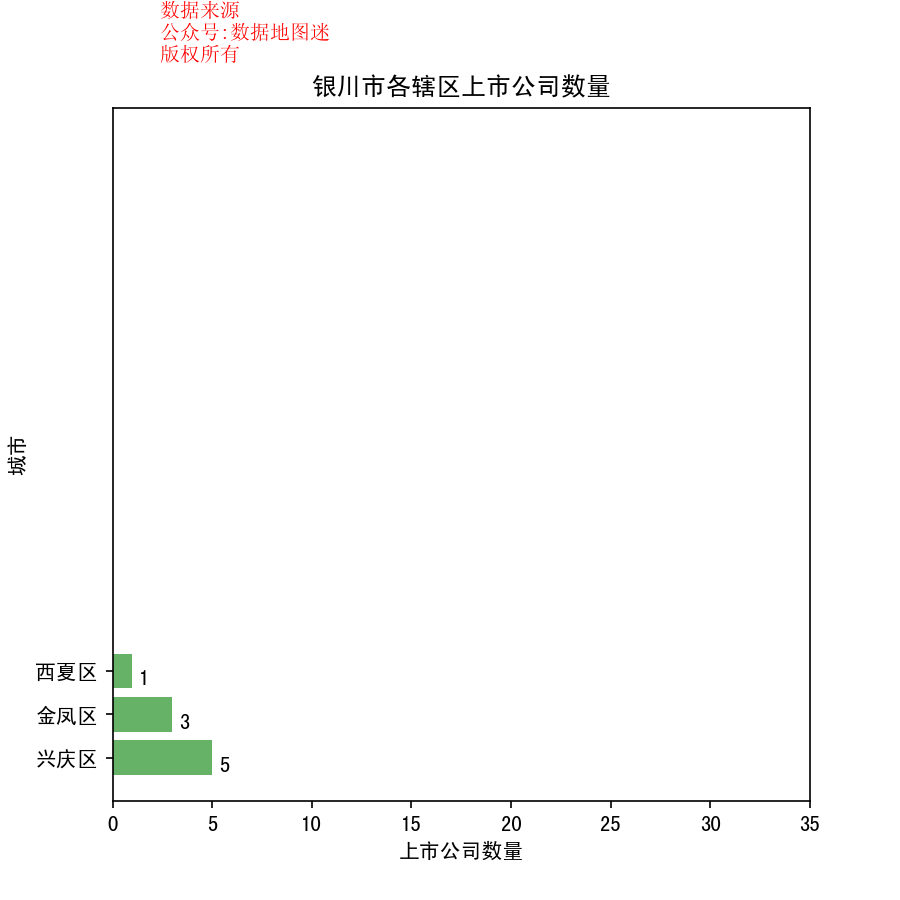 数据来源
公众号:数据地图迷
版权所有
银川市各辖区上市公司数量
城市
西夏区
1
金凤区
3
兴庆区
5
0 5 10 15 20 25 30 35
上市公司数量